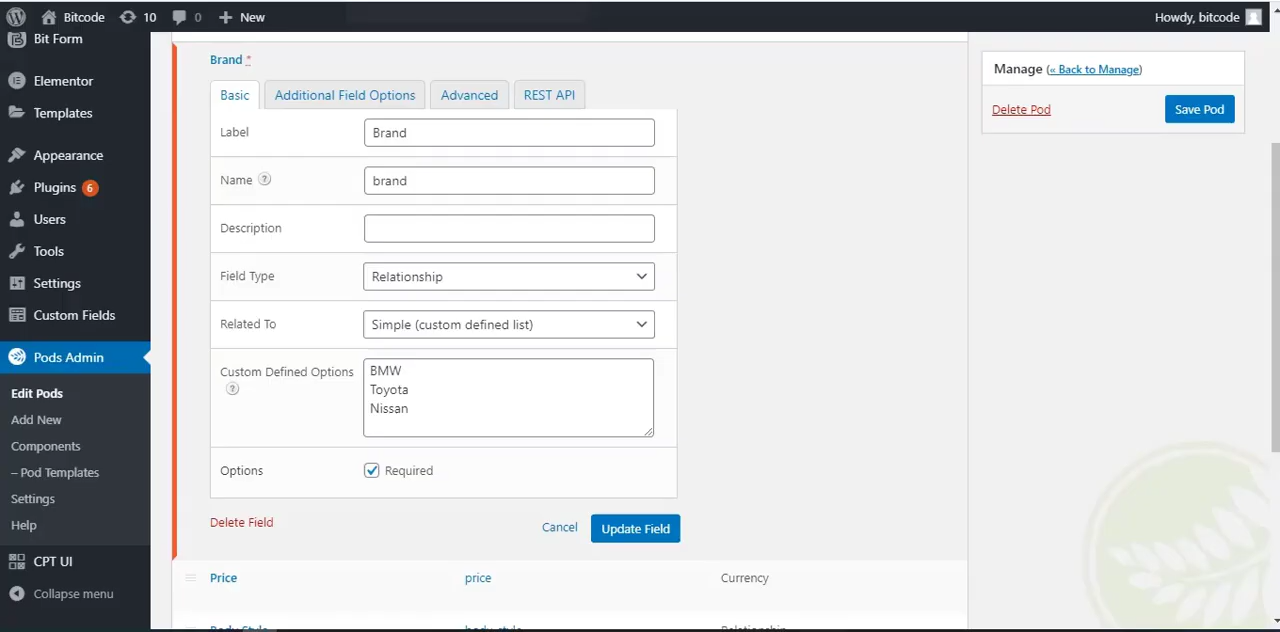 Bitcode 10 0 New Howdy, bitcode
Bit Form
Elementor
Templates
Appearance
Plugins 6
Users
Tools
Settings
Custom Fields
Pods Admin
Edit Pods
Add New
Components
– Pod Templates
Settings
Help
CPT UI
Collapse menu
Brand *
Basic Additional Field Options Advanced REST API
Label Brand
Name ? brand
Description
Field Type Relationship
Related To Simple (custom defined list)
Custom Defined Options ?
BMW
Toyota
Nissan
Options Required
Delete Field Cancel Update Field
Price price Currency
Body Style body_style Relationship
Manage (« Back to Manage)
Delete Pod Save Pod